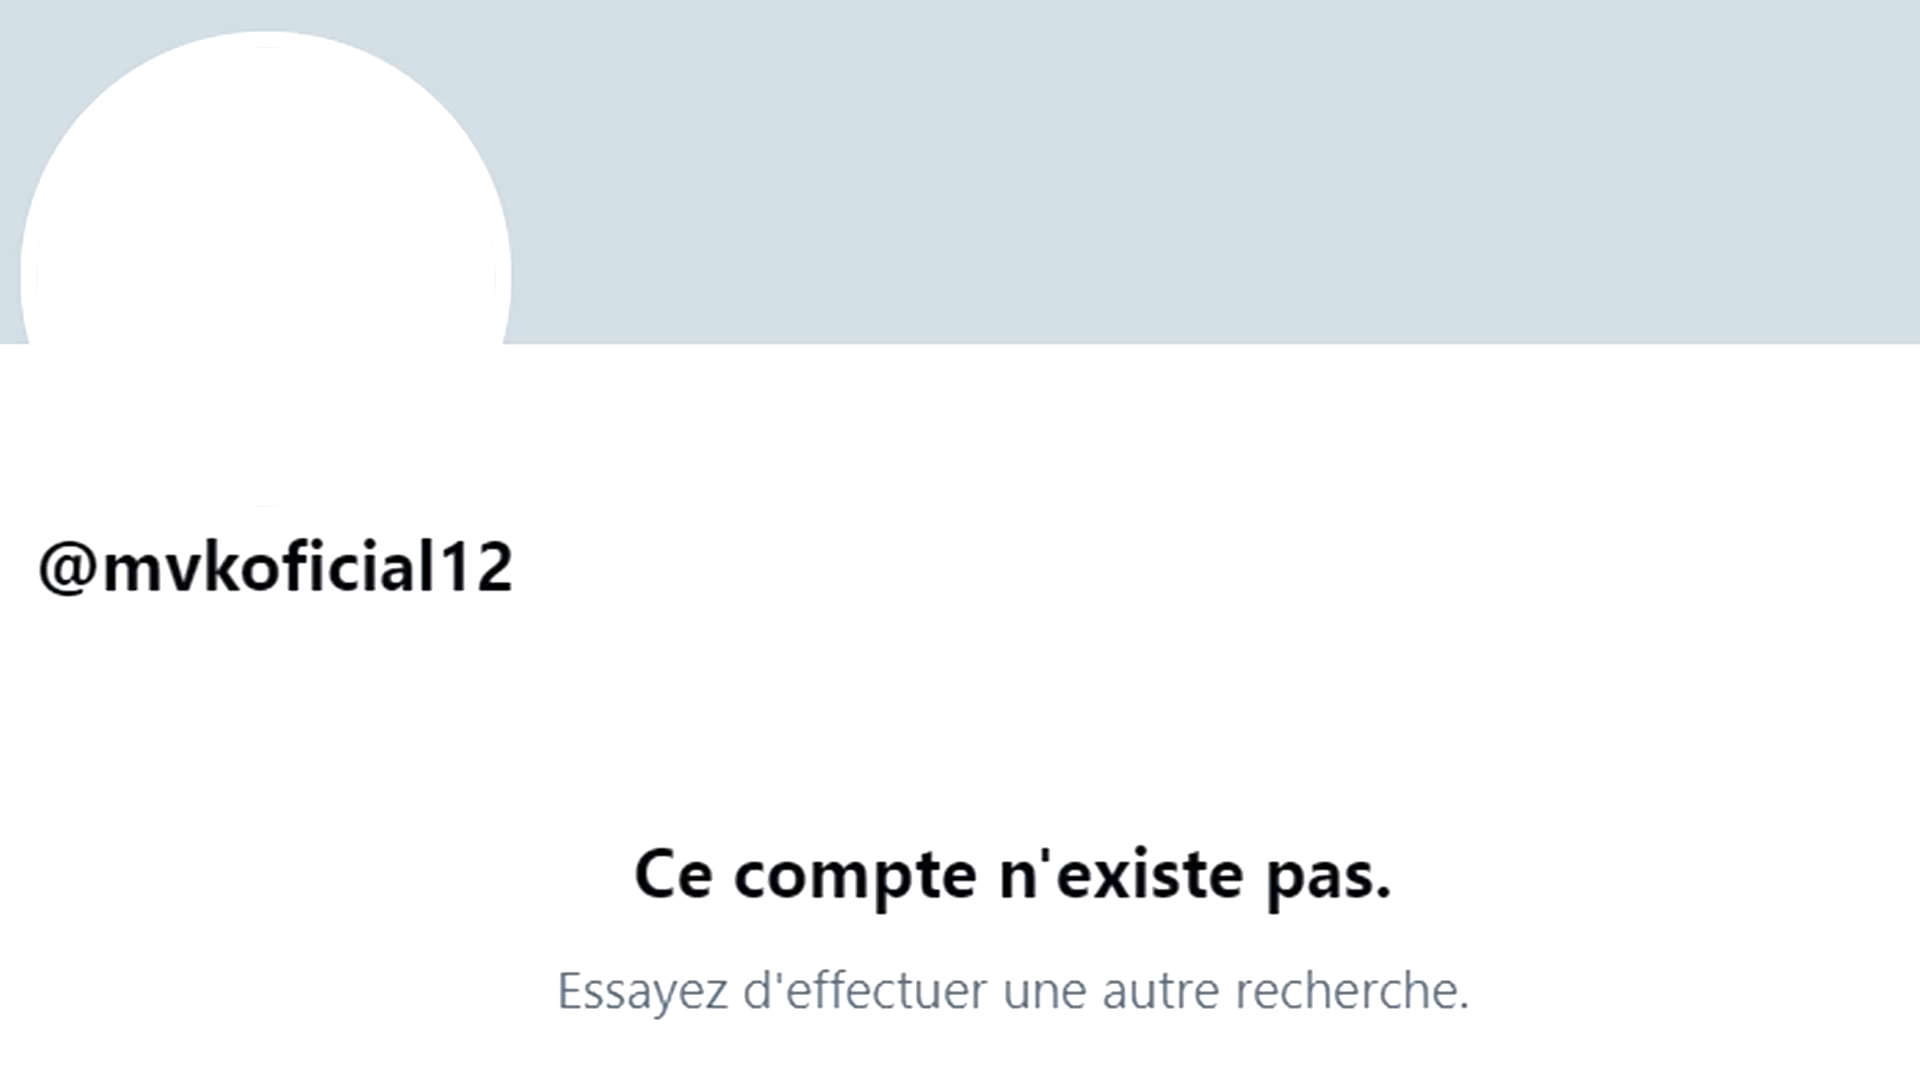 @mvkoficial12
Ce compte n'existe pas.
Essayez d'effectuer une autre recherche.